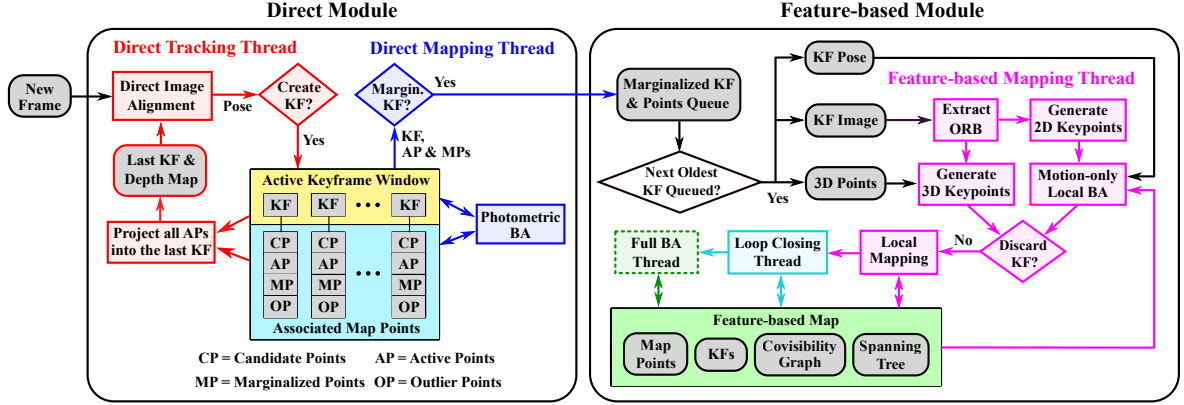 Direct Module
Feature-based Module
Direct Tracking Thread
Direct Mapping Thread
New
Frame
Direct Image
Alignment
Pose
Create
KF?
Yes
Margin.
KF?
Yes
KF,
AP & MPs
Last KF &
Depth Map
Project all APs
into the last KF
Active Keyframe Window
KF KF ••• KF
CP CP CP
AP AP AP
•••
MP MP MP
OP OP OP
Associated Map Points
Photometric
BA
CP = Candidate Points
AP = Active Points
MP = Marginalized Points
OP = Outlier Points
Marginalized KF
& Points Queue
Next Oldest
KF Queued?
Yes
KF Pose
Feature-based Mapping Thread
KF Image
Extract
ORB
Generate
2D Keypoints
3D Points
Generate
3D Keypoints
Motion-only
Local BA
Discard
KF?
No
Local
Mapping
Loop Closing
Thread
Full BA
Thread
Feature-based Map
Map
Points
KFs
Covisibility
Graph
Spanning
Tree